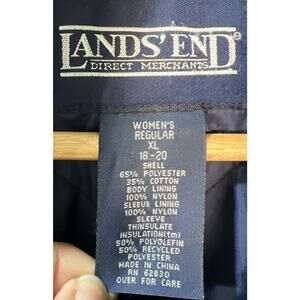 LANDS' END®
DIRECT MERCHANTS
WOMEN'S
REGULAR
XL
18-20
SHELL
65% POLYESTER
35% COTTON
BODY LINING
100% NYLON
SLEEVE LINING
100% NYLON
SLEEVE
THINSULATE
INSULATION(tm)
50% POLYOLEFIN
50% RECYCLED
POLYESTER
MADE IN CHINA
RN 62830
OVER FOR CARE